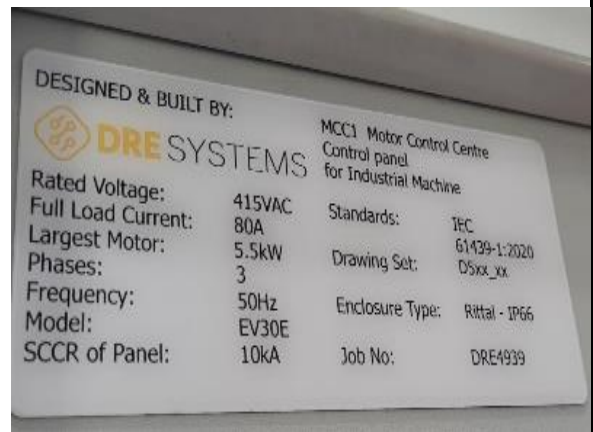 DESIGNED & BUILT BY:
DRE SYSTEMS
MCC1 Motor Control Centre
Control panel
for Industrial Machine
Rated Voltage: 415VAC
Full Load Current: 80A
Largest Motor: 5.5kW
Phases: 3
Frequency: 50Hz
Model: EV30E
SCCR of Panel: 10kA
Standards: IEC
61439-1:2020
Drawing Set: D5xx_xx
Enclosure Type: Rittal - IP66
Job No: DRE4939